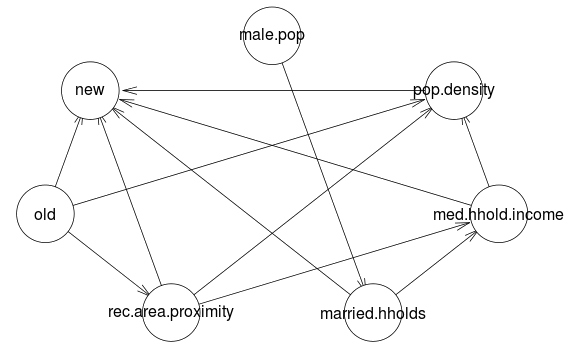 male.pop
new
pop.density
old
med.hhold.income
rec.area.proximity
married.hholds